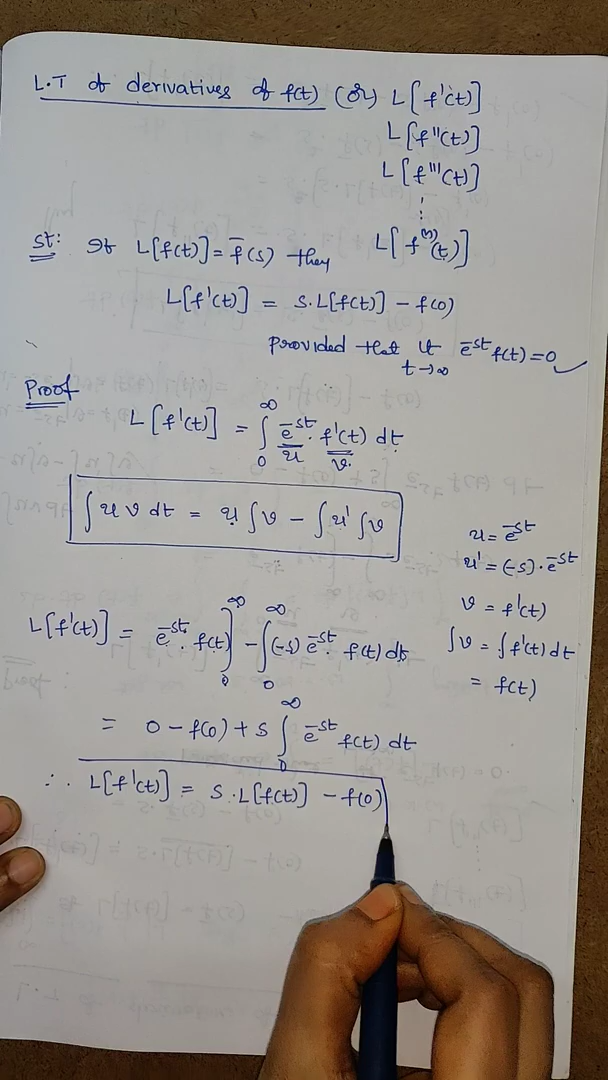 L.T of derivatives of f(t) (or) L[f'(t)]
L[f''(t)]
L[f'''(t)]
⋮
L[f⁽ⁿ⁾(t)]
St: If L[f(t)] = f̄(s) then
L[f'(t)] = s.L[f(t)] - f(0)
provided that lt e⁻ˢᵗ f(t) = 0 ✓
t→∞
Proof
L[f'(t)] = ∫₀^∞ e⁻ˢᵗ. f'(t) dt
u v
∫ u v dt = u ∫v - ∫ u' ∫v
u = e⁻ˢᵗ
u' = (-s). e⁻ˢᵗ
v = f'(t)
∫v = ∫f'(t) dt
= f(t)
L[f'(t)] = e⁻ˢᵗ. f(t)]₀^∞ - ∫₀^∞ (-s) e⁻ˢᵗ. f(t) dt
= 0 - f(0) + s ∫₀^∞ e⁻ˢᵗ f(t) dt
∴ L[f'(t)] = s.L[f(t)] - f(0)